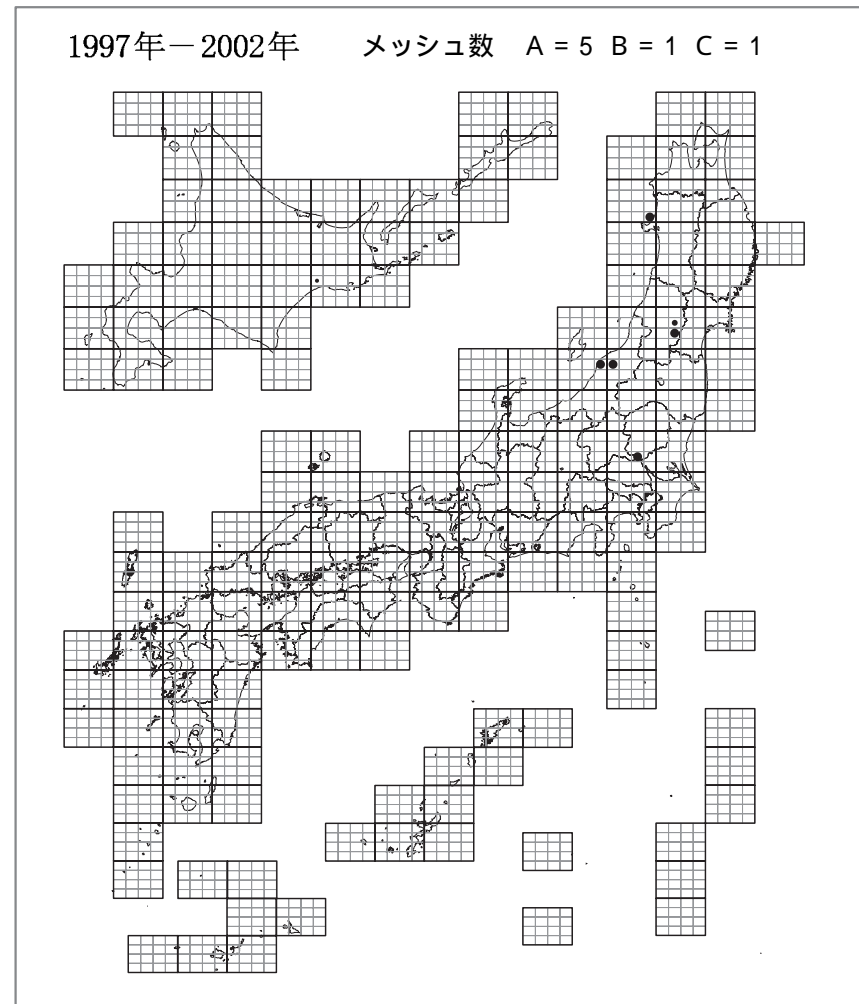 1997年－2002年 メッシュ数 A = 5 B = 1 C = 1